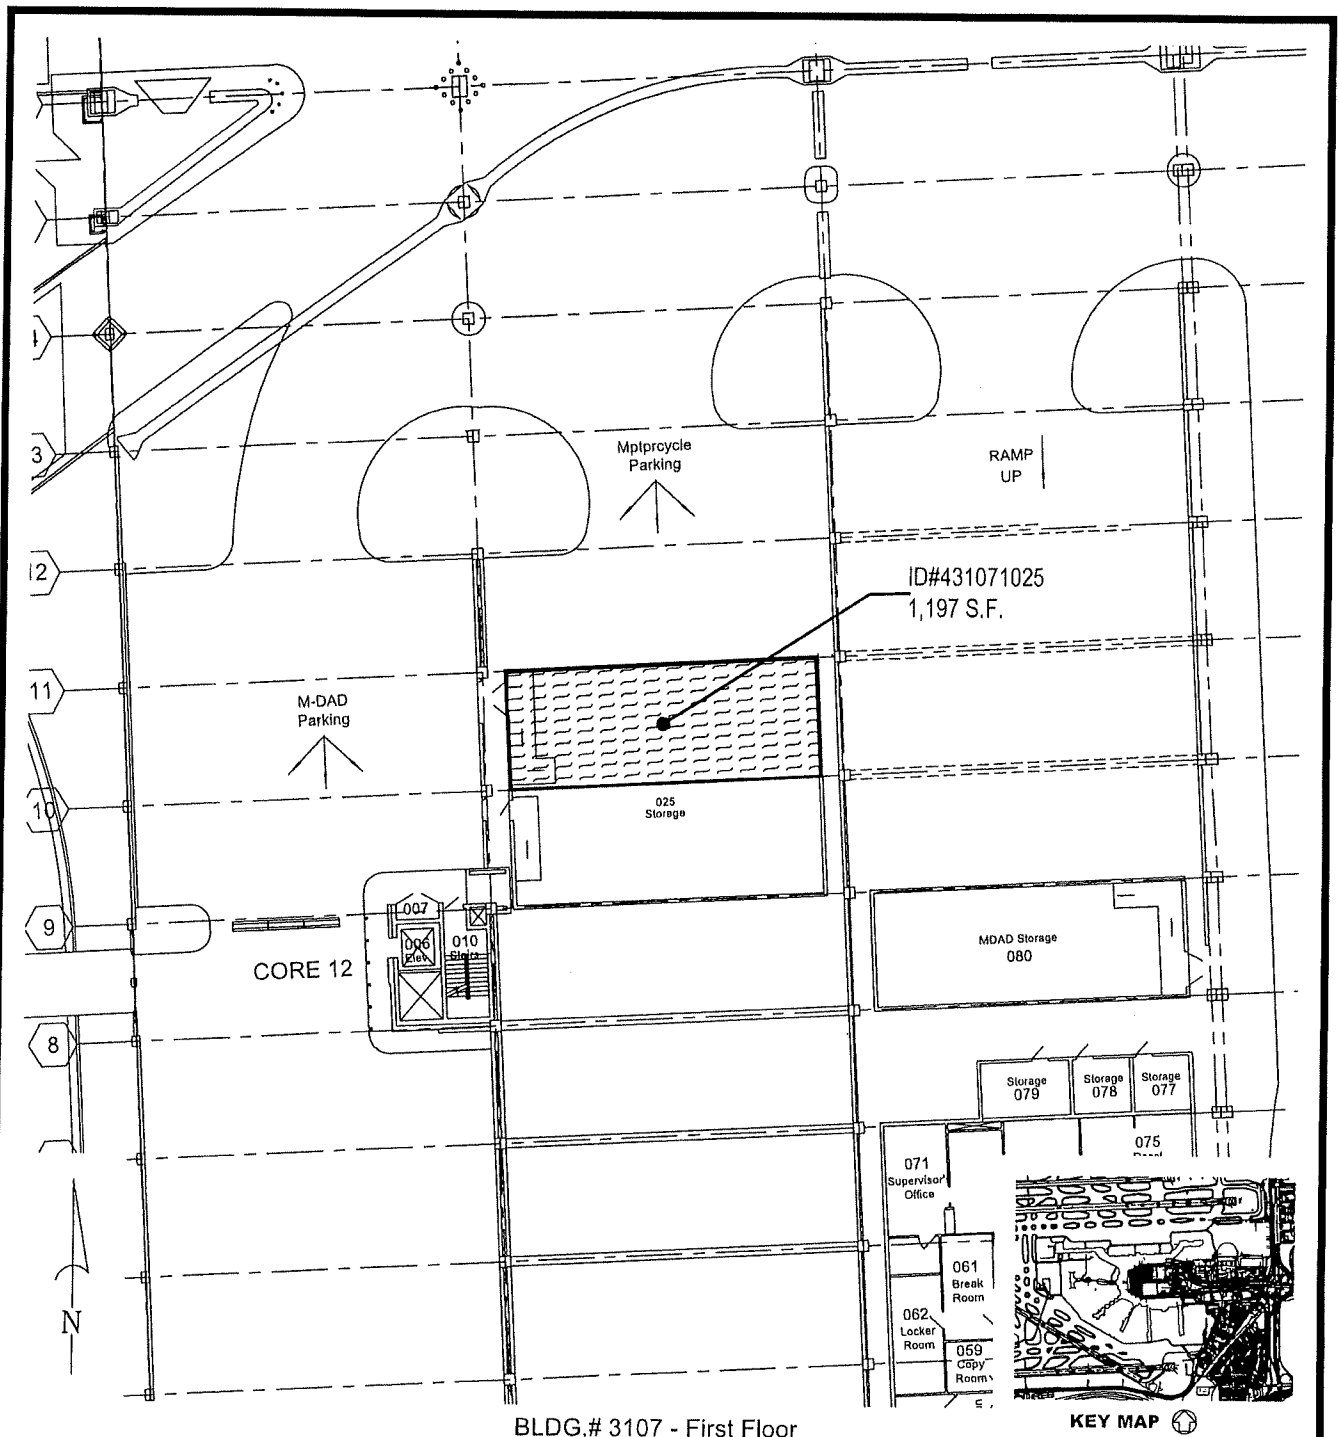 Mptprcycle
Parking
RAMP
UP
3
12
ID#431071025
1,197 S.F.
11
M-DAD
Parking
10
025
Storage
9
007
006
Elev.
010
Stairs
CORE 12
MDAD Storage
080
8
Storage
079
Storage
078
Storage
077
075
071
Supervisor'
Office
061
Break
Room
062
Locker
Room
059
Copy
Room
N
BLDG.# 3107 - First Floor
KEY MAP